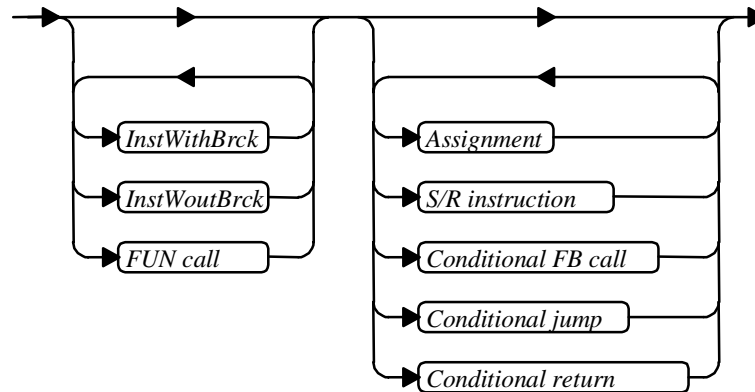 InstWithBrck
InstWoutBrck
FUN call
Assignment
S/R instruction
Conditional FB call
Conditional jump
Conditional return